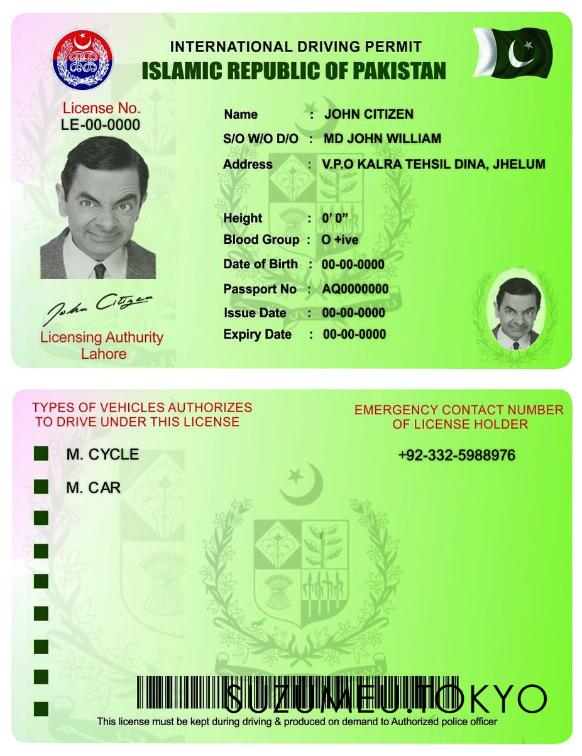 INTERNATIONAL DRIVING PERMIT
ISLAMIC REPUBLIC OF PAKISTAN
License No.
LE-00-0000
Name : JOHN CITIZEN
S/O W/O D/O : MD JOHN WILLIAM
Address : V.P.O KALRA TEHSIL DINA, JHELUM
Height : 0' 0"
Blood Group : O +ive
Date of Birth : 00-00-0000
Passport No : AQ0000000
Issue Date : 00-00-0000
Expiry Date : 00-00-0000
John Citizen
Licensing Authurity
Lahore
TYPES OF VEHICLES AUTHORIZES
TO DRIVE UNDER THIS LICENSE
EMERGENCY CONTACT NUMBER
OF LICENSE HOLDER
M. CYCLE
+92-332-5988976
M. CAR
SUZUMEU.TOKYO
This license must be kept during driving & produced on demand to Authorized police officer